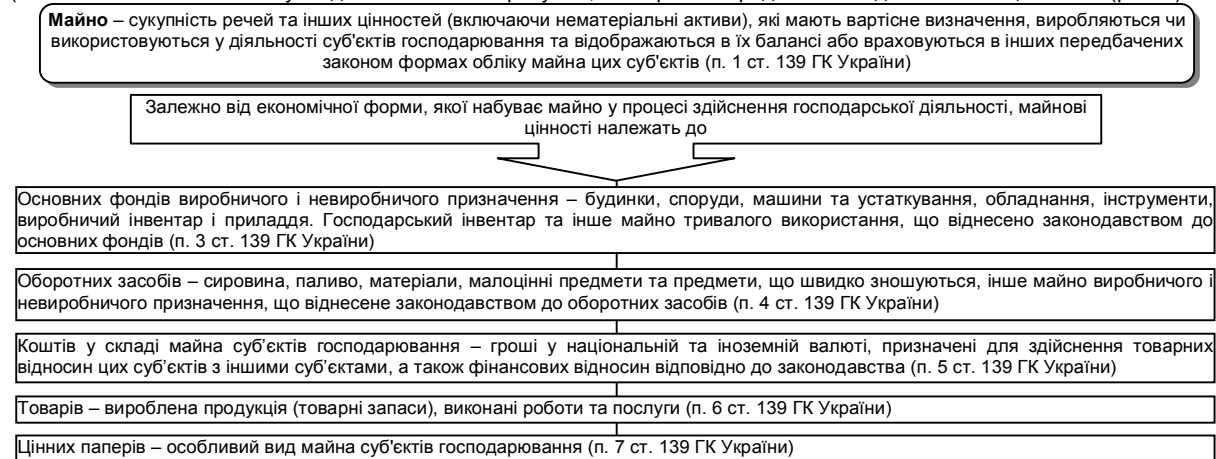 Майно – сукупність речей та інших цінностей (включаючи нематеріальні активи), які мають вартісне визначення, виробляються чи
використовуються у діяльності суб'єктів господарювання та відображаються в їх балансі або враховуються в інших передбачених
законом формах обліку майна цих суб'єктів (п. 1 ст. 139 ГК України)
Залежно від економічної форми, якої набуває майно у процесі здійснення господарської діяльності, майнові
цінності належать до
Основних фондів виробничого і невиробничого призначення – будинки, споруди, машини та устаткування, обладнання, інструменти,
виробничий інвентар і приладдя. Господарський інвентар та інше майно тривалого використання, що віднесено законодавством до
основних фондів (п. 3 ст. 139 ГК України)
Оборотних засобів – сировина, паливо, матеріали, малоцінні предмети та предмети, що швидко зношуються, інше майно виробничого і
невиробничого призначення, що віднесене законодавством до оборотних засобів (п. 4 ст. 139 ГК України)
Коштів у складі майна суб’єктів господарювання – гроші у національній та іноземній валюті, призначені для здійснення товарних
відносин цих суб’єктів з іншими суб’єктами, а також фінансових відносин відповідно до законодавства (п. 5 ст. 139 ГК України)
Товарів – вироблена продукція (товарні запаси), виконані роботи та послуги (п. 6 ст. 139 ГК України)
Цінних паперів – особливий вид майна суб'єктів господарювання (п. 7 ст. 139 ГК України)